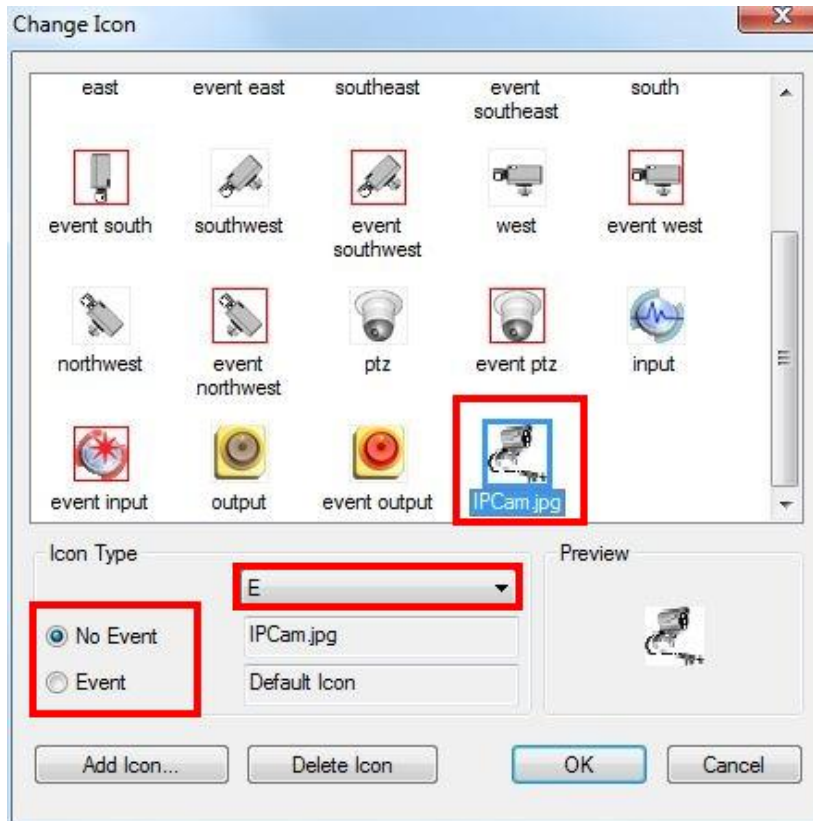 Change Icon
east event east southeast event southeast south
event south southwest event southwest west event west
northwest event northwest ptz event ptz input
event input output event output IPCam.jpg
Icon Type
Preview
E
No Event IPCam.jpg
Event Default Icon
Add Icon... Delete Icon OK Cancel